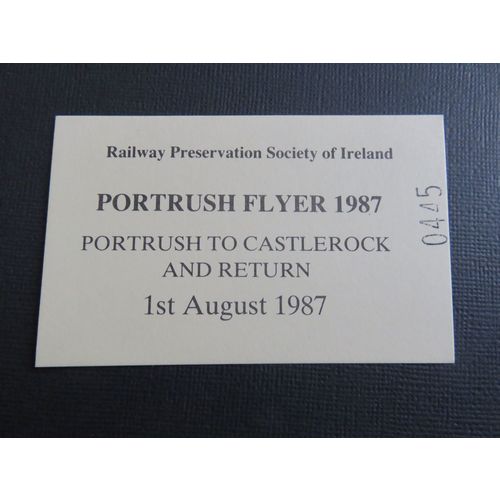 Railway Preservation Society of Ireland
PORTRUSH FLYER 1987
PORTRUSH TO CASTLEROCK
AND RETURN
1st August 1987
0445